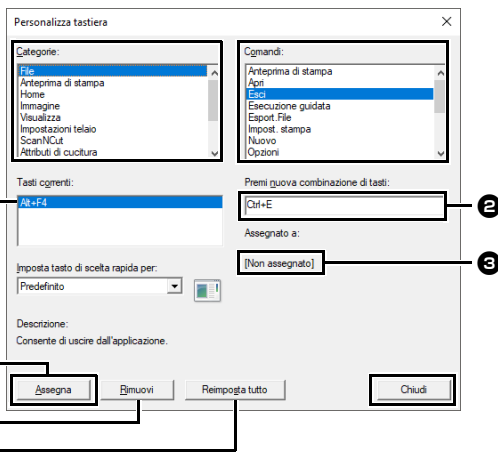 Personalizza tastiera
Categorie:
File
Anteprima di stampa
Home
Immagine
Visualizza
Impostazioni telaio
ScanNCut
Attributi di cucitura
Comandi:
Anteprima di stampa
Apri
Esci
Esecuzione guidata
Esport.File
Impost. stampa
Nuovo
Opzioni
Tasti correnti:
Alt+F4
Premi nuova combinazione di tasti:
Ctrl+E
2
Assegnato a:
[Non assegnato]
3
Imposta tasto di scelta rapida per:
Predefinito
Descrizione:
Consente di uscire dall'applicazione.
Assegna
Rimuovi
Reimposta tutto
Chiudi